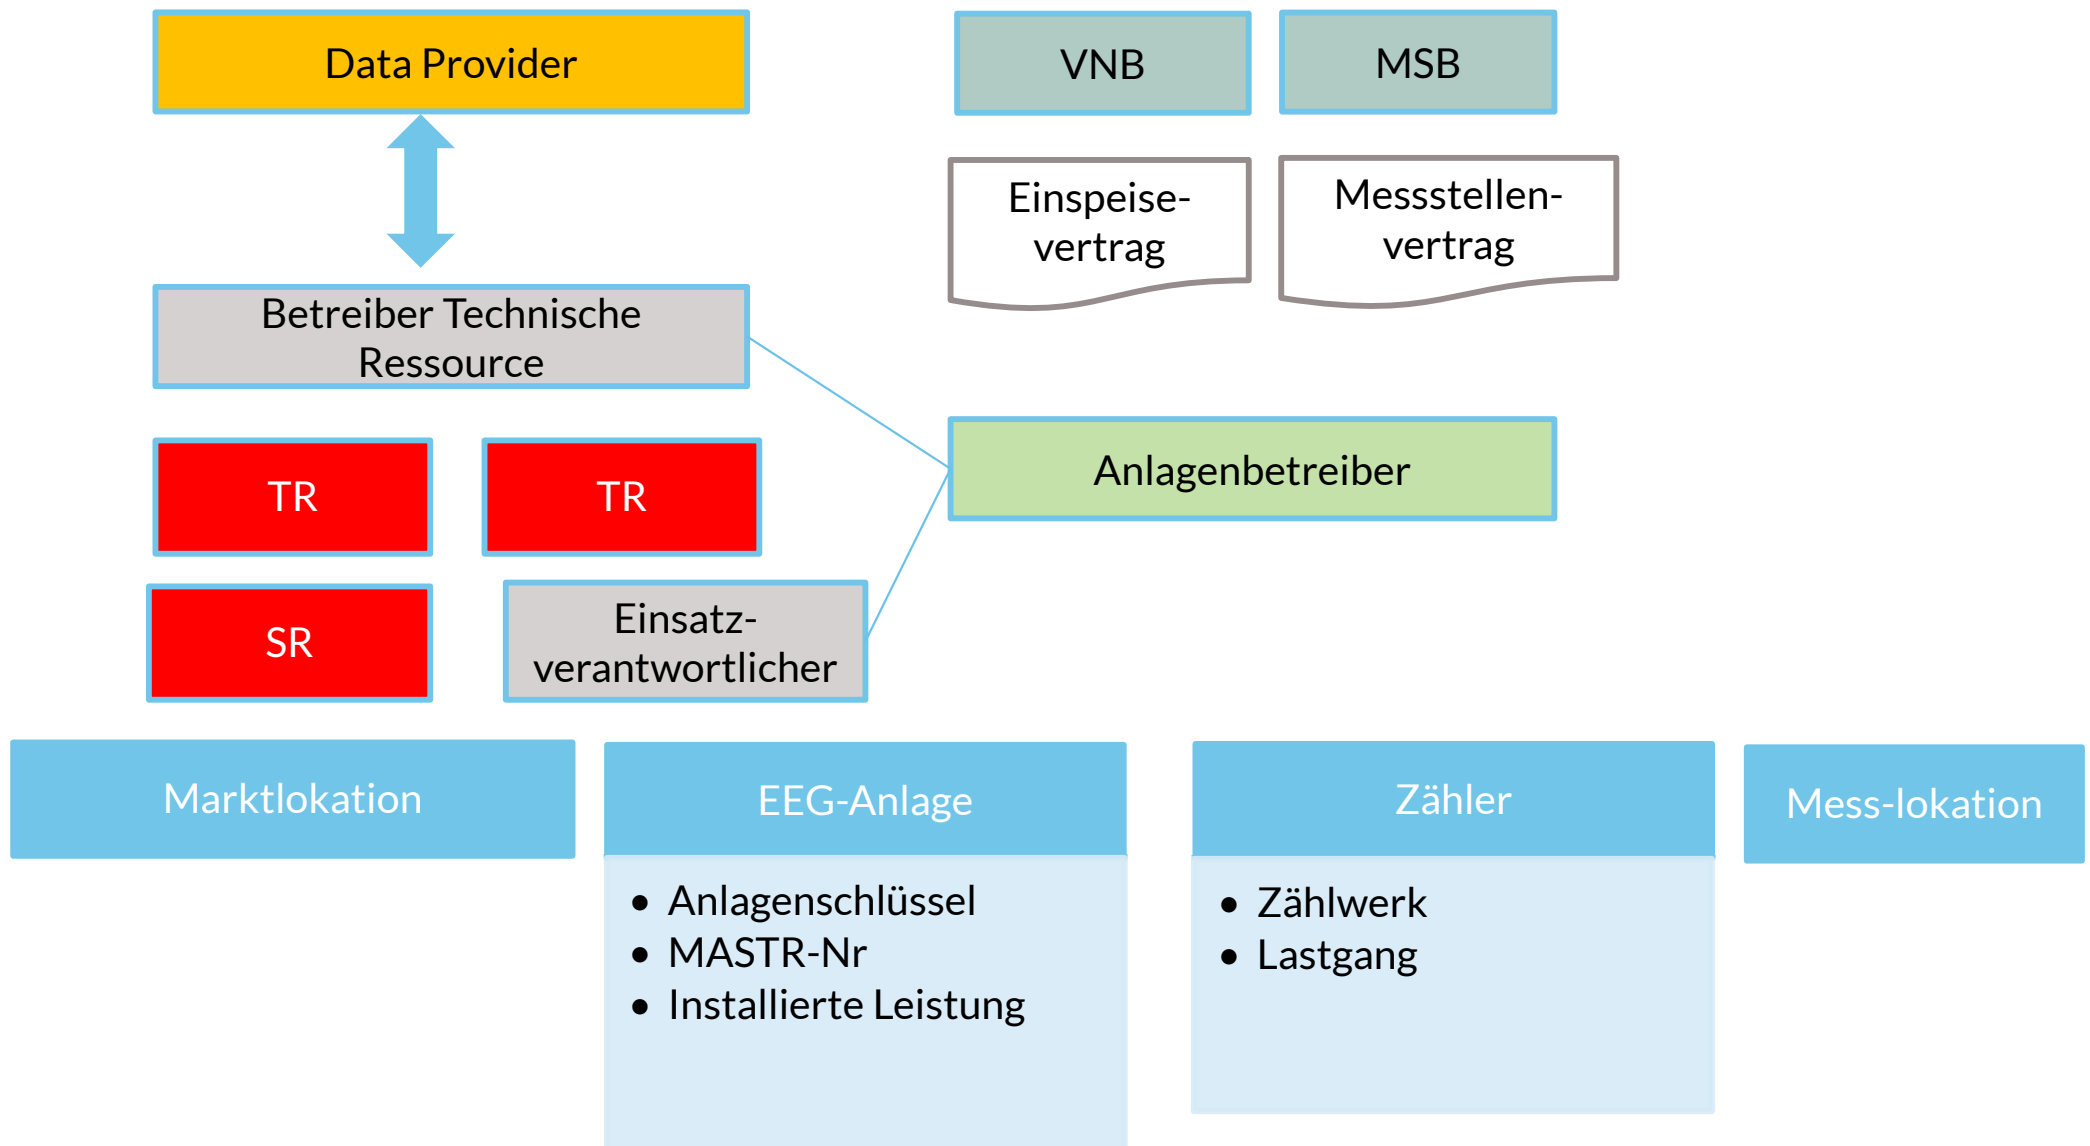 Data Provider
VNB
MSB
Einspeise-
vertrag
Messstellen-
vertrag
Betreiber Technische
Ressource
Anlagenbetreiber
TR
TR
SR
Einsatz-
verantwortlicher
Marktlokation
EEG-Anlage
• Anlagenschlüssel
• MASTR-Nr
• Installierte Leistung
Zähler
• Zählwerk
• Lastgang
Mess-lokation